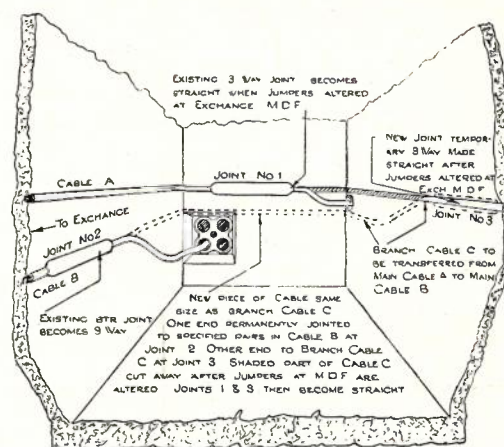 EXISTING 3 WAY JOINT BECOMES
STRAIGHT WHEN JUMPERS ALTERED
AT EXCHANGE MDF
NEW JOINT TEMPOR-
ARY 3 WAY MADE
STRAIGHT AFTER
JUMPERS ALTERED AT
EXCH MDF
CABLE A
JOINT No 1
JOINT No 3
TO EXCHANGE
JOINT No 2
CABLE B
EXISTING STR JOINT
BECOMES 3 WAY
BRANCH CABLE C TO
BE TRANSFERRED FROM
MAIN CABLE A TO MAIN
CABLE B
NEW PIECE OF CABLE SAME
SIZE AS BRANCH CABLE C
ONE END PERMANENTLY JOINTED
TO SPECIFIED PAIRS IN CABLE B AT
JOINT 2 OTHER END TO BRANCH CABLE
C AT JOINT 3 SHADED PART OF CABLE C
CUT AWAY AFTER JUMPERS AT MDF ARE
ALTERED JOINTS 1 & 3 THEN BECOME STRAIGHT